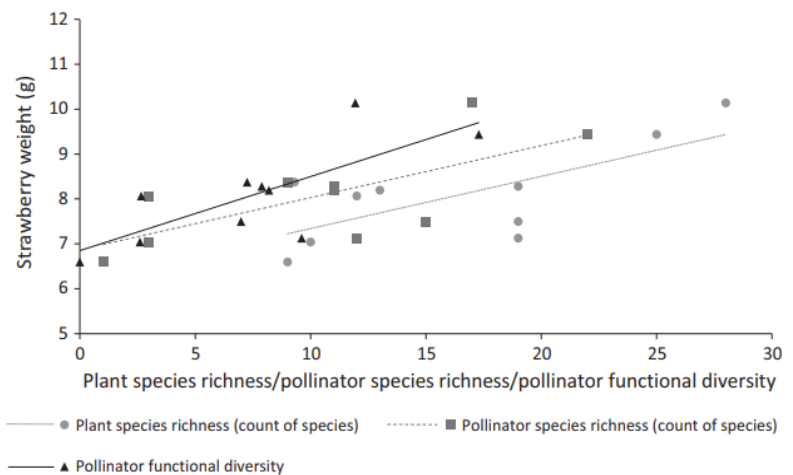 12
11
10
9
8
7
6
5
Strawberry weight (g)
0 5 10 15 20 25 30
Plant species richness/pollinator species richness/pollinator functional diversity
Plant species richness (count of species) Pollinator species richness (count of species)
Pollinator functional diversity